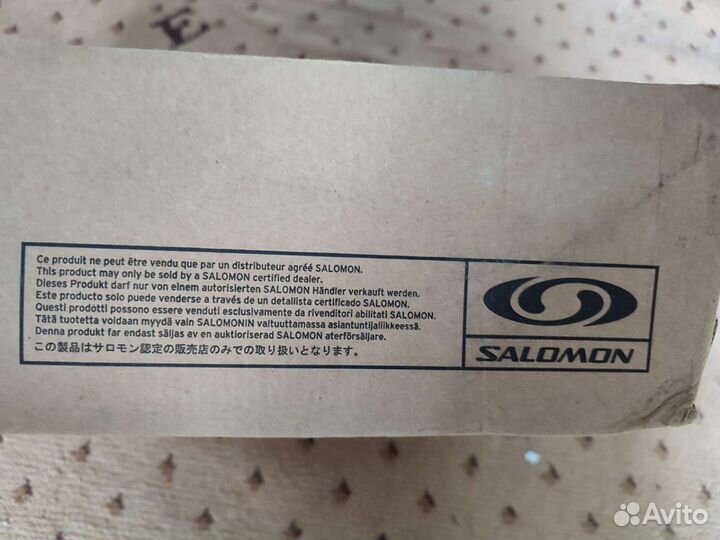 E
Ce produit ne peut être vendu que par un distributeur agréé SALOMON.
This product may only be sold by a SALOMON certified dealer.
Dieses Produkt darf nur von einem autorisierten SALOMON Händler verkauft werden.
Este producto solo puede venderse a través de un detallista certificado SALOMON.
Questi prodotti possono essere venduti esclusivamente da rivenditori abilitati SALOMON.
Tätä tuotetta voidaan myydä vain SALOMONIN valtuuttamassa asiantuntijaliikkeessä.
Denna produkt får endast säljas av en auktioriserad SALOMON aterförsäljare.
この製品はサロモン認定の販売店のみでの取り扱いとなります。
SALOMON
Avito